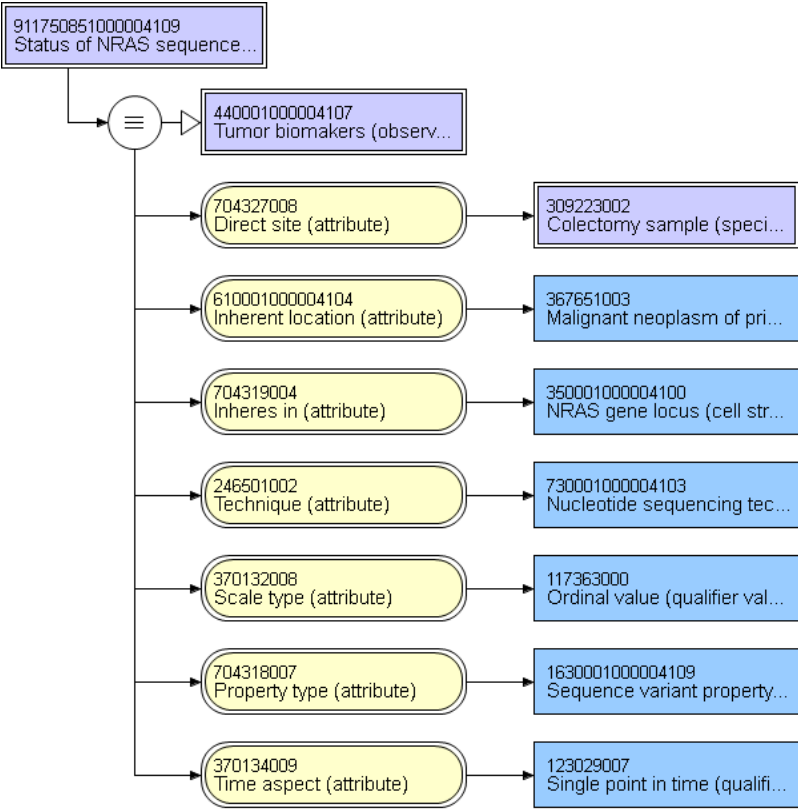 911750851000004109
Status of NRAS sequence...
440001000004107
Tumor biomakers (observ...
704327008
Direct site (attribute)
309223002
Colectomy sample (speci...
610001000004104
Inherent location (attribute)
367651003
Malignant neoplasm of pri...
704319004
Inheres in (attribute)
350001000004100
NRAS gene locus (cell str...
246501002
Technique (attribute)
730001000004103
Nucleotide sequencing tec...
370132008
Scale type (attribute)
117363000
Ordinal value (qualifier val...
704318007
Property type (attribute)
1630001000004109
Sequence variant property...
370134009
Time aspect (attribute)
123029007
Single point in time (qualifi...